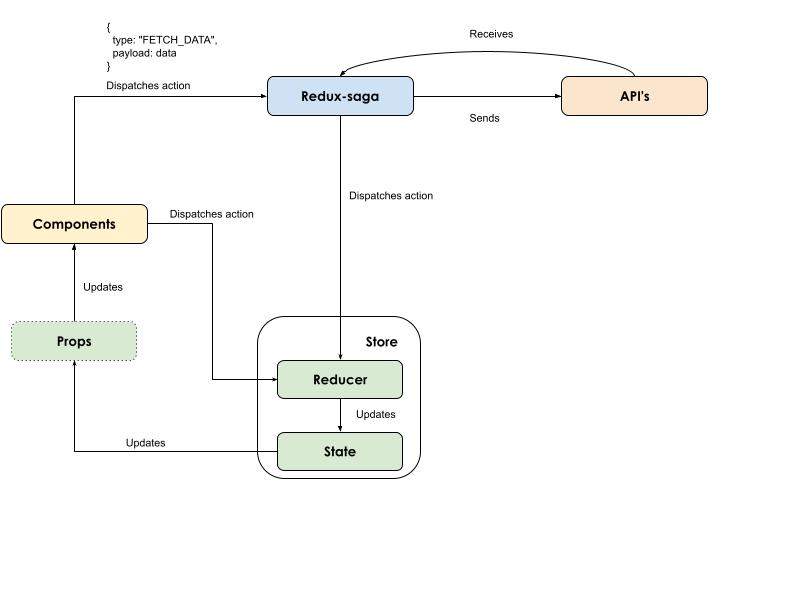 {
type: "FETCH_DATA",
payload: data
}
Receives
Dispatches action
Redux-saga
API's
Sends
Dispatches action
Dispatches action
Components
Updates
Props
Store
Reducer
Updates
Updates
State